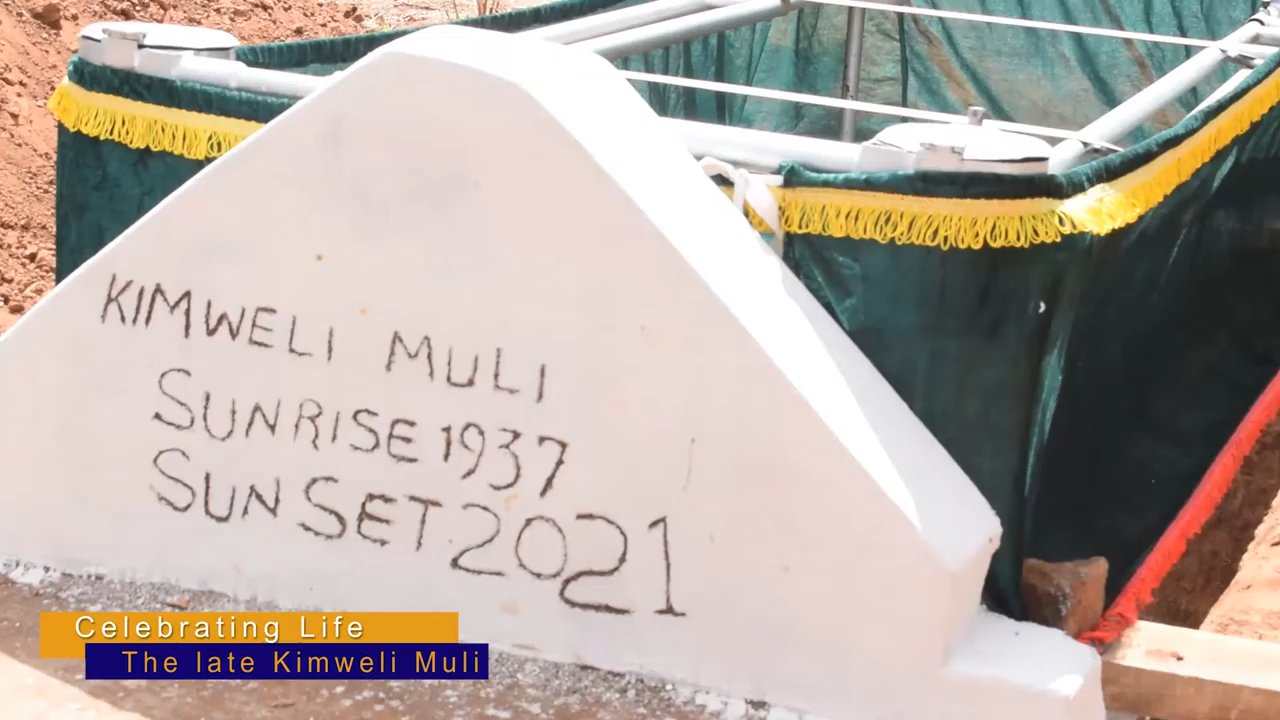 KIMWELI MULI
SUNRISE 1937
SUNSET 2021
Celebrating Life
The late Kimweli Muli